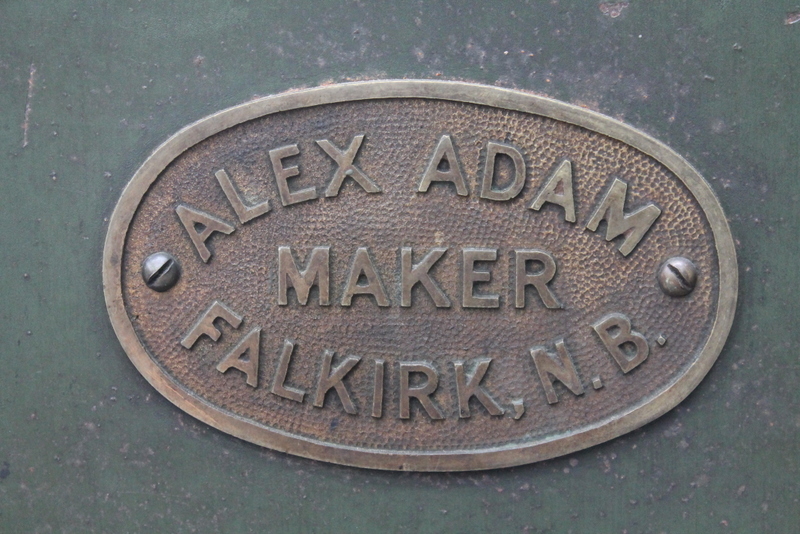 ALEX ADAM
MAKER
FALKIRK, N.B.